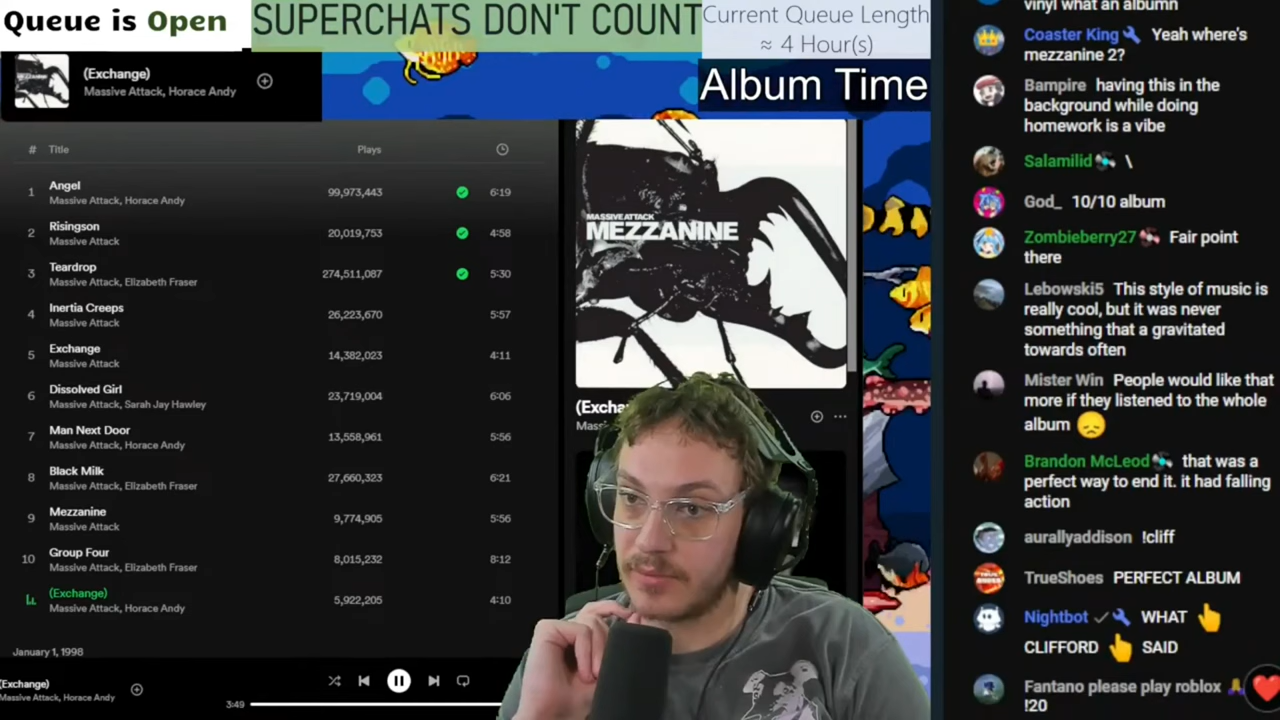 Queue is Open
SUPERCHATS DON'T COUNT
Current Queue Length
≈ 4 Hour(s)
Album Time
(Exchange)
Massive Attack, Horace Andy
# Title Plays
1 Angel 99,973,443 6:19
Massive Attack, Horace Andy
2 Risingson 20,019,753 4:58
Massive Attack
3 Teardrop 274,511,087 5:30
Massive Attack, Elizabeth Fraser
4 Inertia Creeps 26,223,670 5:57
Massive Attack
5 Exchange 14,382,023 4:11
Massive Attack
6 Dissolved Girl 23,719,004 6:06
Massive Attack, Sarah Jay Hawley
7 Man Next Door 13,558,961 5:56
Massive Attack, Horace Andy
8 Black Milk 27,660,323 6:21
Massive Attack, Elizabeth Fraser
9 Mezzanine 9,774,905 5:56
Massive Attack
10 Group Four 8,015,232 8:12
Massive Attack, Elizabeth Fraser
(Exchange) 5,922,205 4:10
Massive Attack, Horace Andy
January 1, 1998
(Exchange)
Massive Attack, Horace Andy
3:49
MASSIVE ATTACK
MEZZANINE
(Excha
Mass
vinyl what an albumn
Coaster King Yeah where's
mezzanine 2?
Bampire having this in the
background while doing
homework is a vibe
Salamilid \
God_ 10/10 album
Zombieberry27 Fair point
there
Lebowski5 This style of music is
really cool, but it was never
something that a gravitated
towards often
Mister Win People would like that
more if they listened to the whole
album 😞
Brandon McLeod that was a
perfect way to end it. it had falling
action
aurallyaddison !cliff
TrueShoes PERFECT ALBUM
Nightbot WHAT 👆
CLIFFORD 👆 SAID
Fantano please play roblox
!20